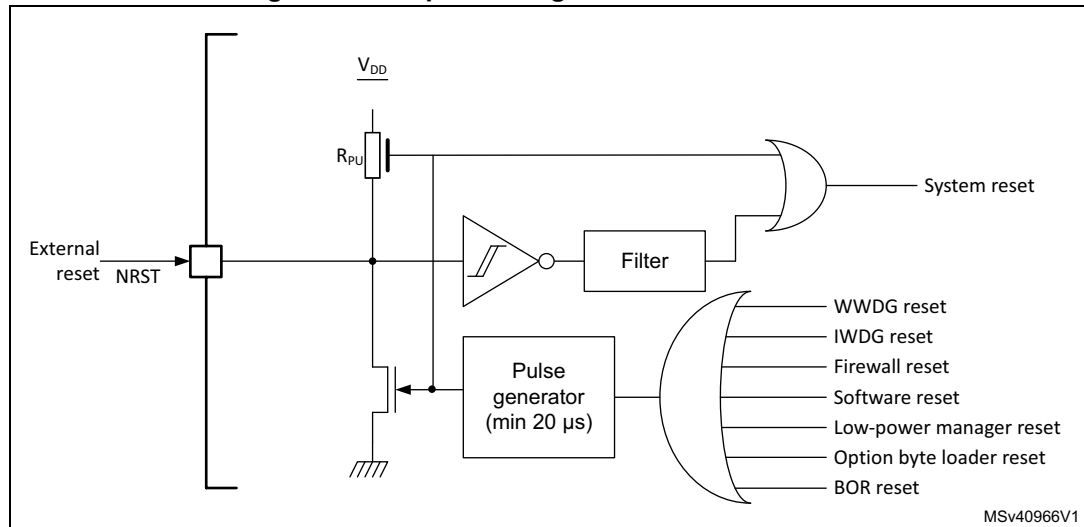 V_DD
R_PU
System reset
External
reset
NRST
Filter
WWDG reset
IWDG reset
Firewall reset
Software reset
Low-power manager reset
Option byte loader reset
BOR reset
Pulse
generator
(min 20 µs)
MSv40966V1